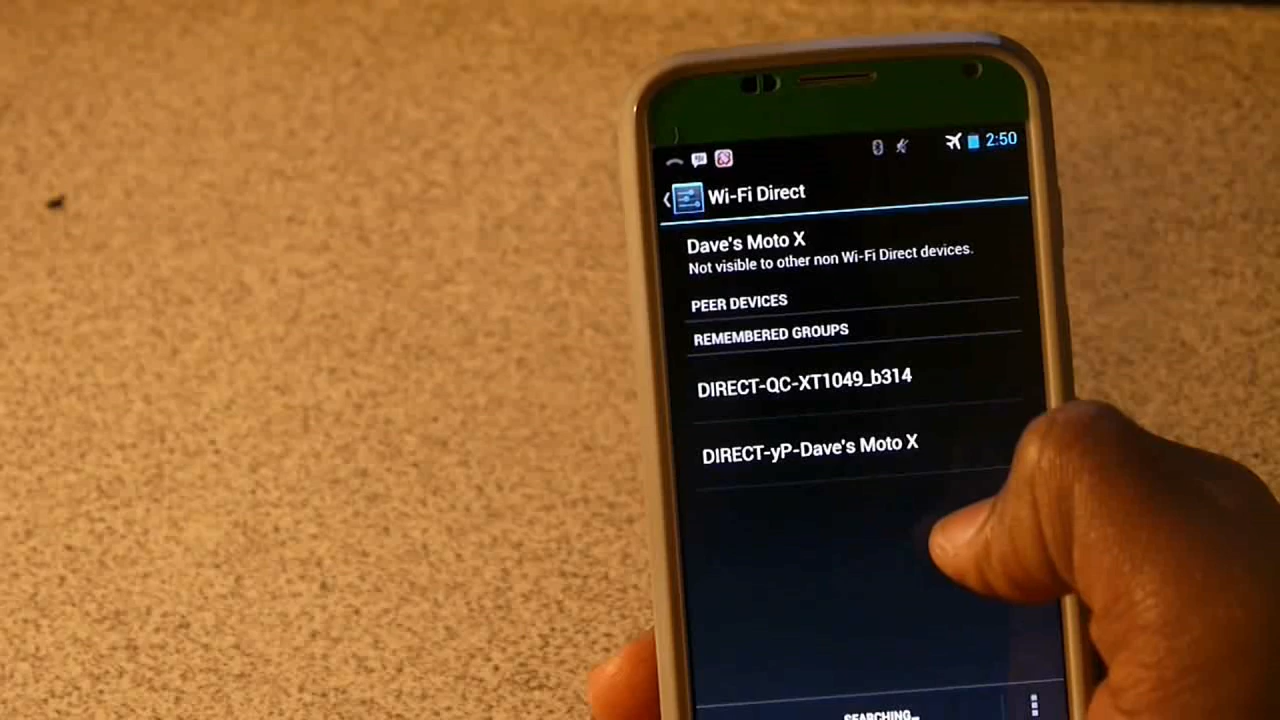 2:50
Wi-Fi Direct
Dave's Moto X
Not visible to other non Wi-Fi Direct devices.
PEER DEVICES
REMEMBERED GROUPS
DIRECT-QC-XT1049_b314
DIRECT-yP-Dave's Moto X
SEARCHING...